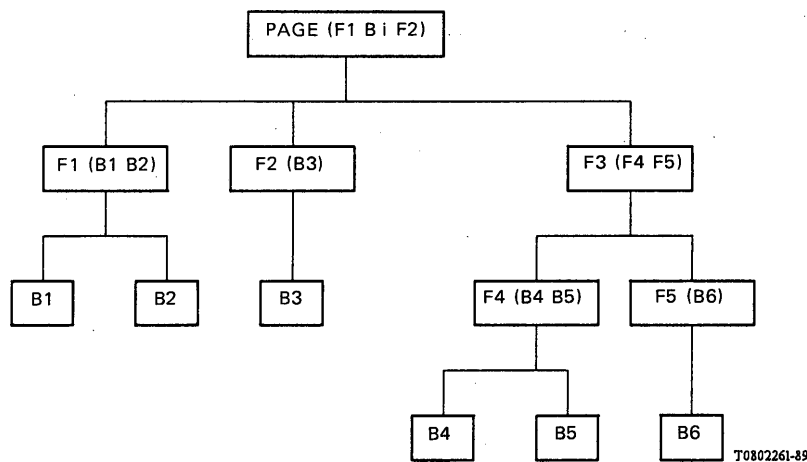 PAGE (F1 B i F2)
F1 (B1 B2)
F2 (B3)
F3 (F4 F5)
B1
B2
B3
F4 (B4 B5)
F5 (B6)
B4
B5
B6
T0802261-89